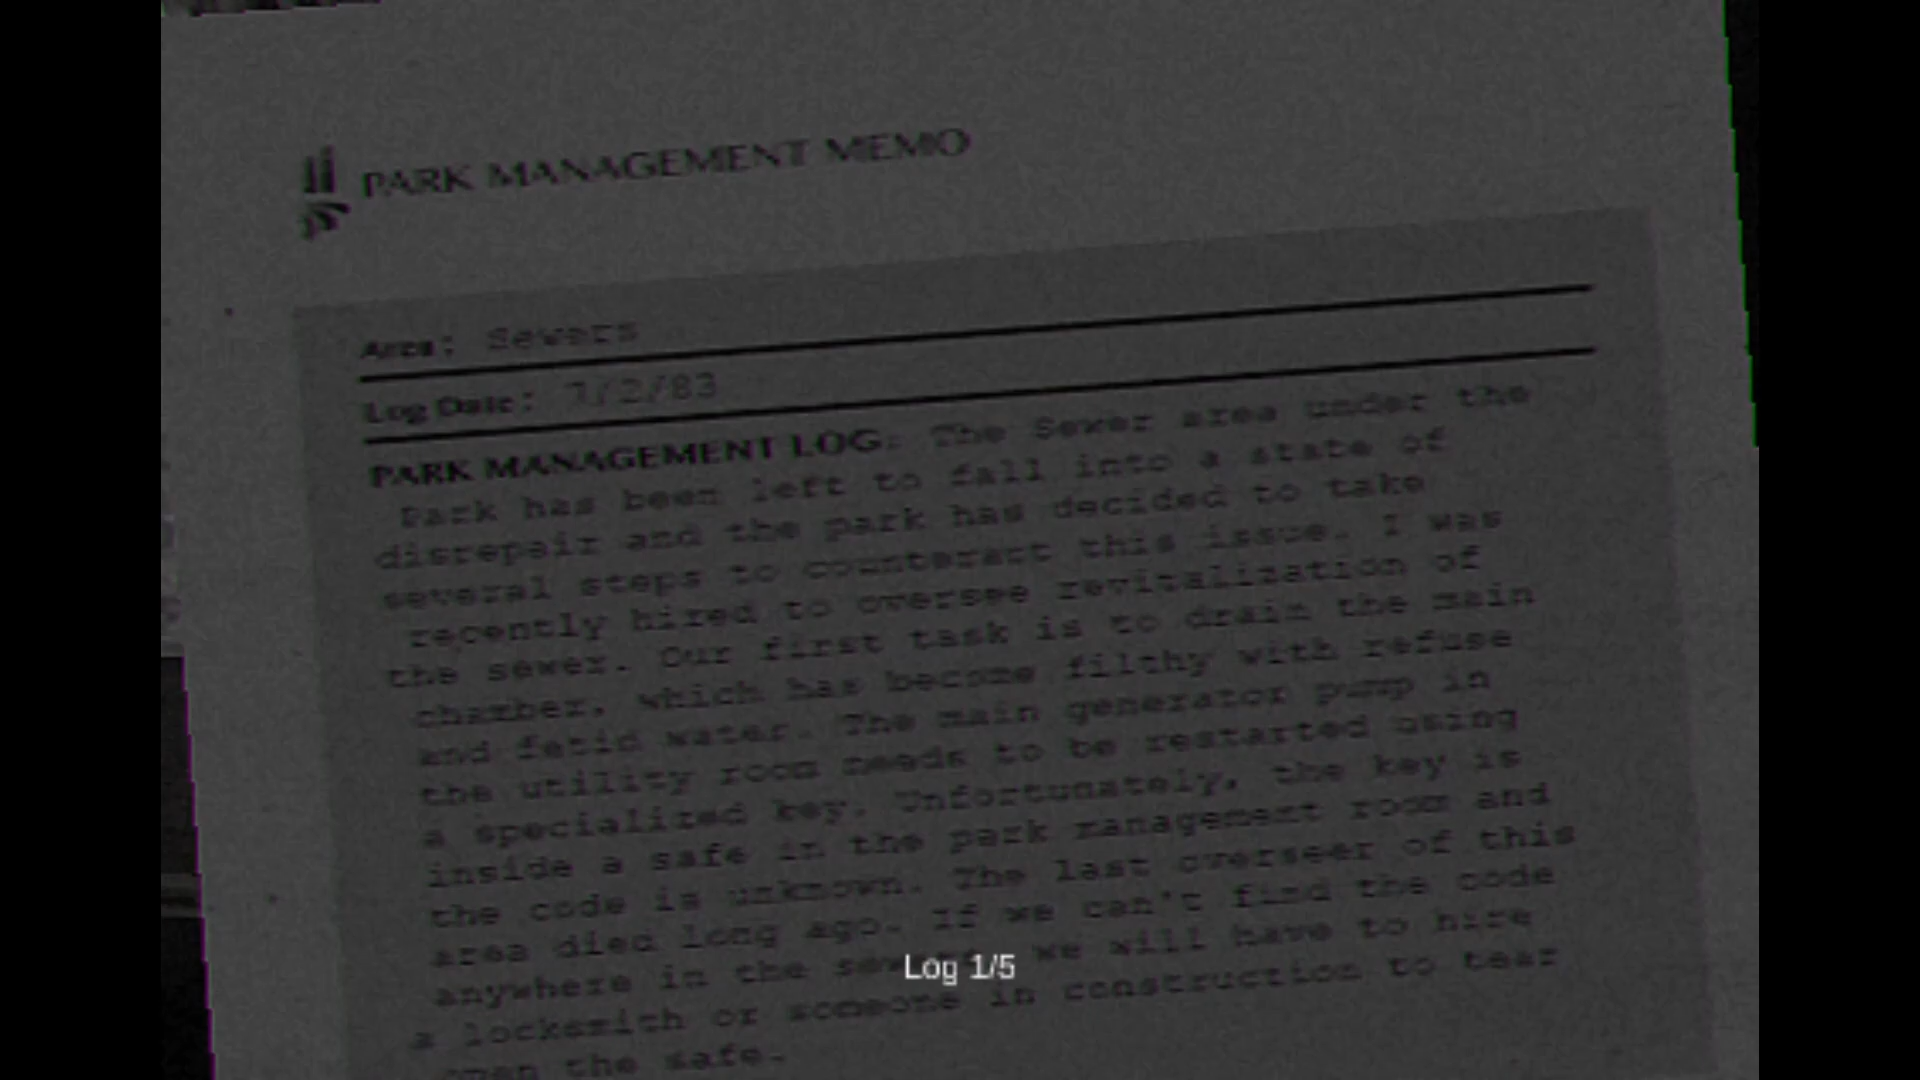 PARK MANAGEMENT MEMO
Area: Sewers
Log Date: 7/2/83
PARK MANAGEMENT LOG: The Sewer area under the
Park has been left to fall into a state of
disrepair and the park has decided to take
several steps to counteract this issue. I was
recently hired to oversee revitalization of
the sewer. Our first task is to drain the main
chamber, which has become filthy with refuse
and fetid water. The main generator pump in
the utility room needs to be restarted using
a specialized key. Unfortunately, the key is
inside a safe in the park management room and
the code is unknown. The last overseer of this
area died long ago. If we can't find the code
anywhere in the we will have to hire
a locksmith or someone in construction to tear
open the safe.
Log 1/5